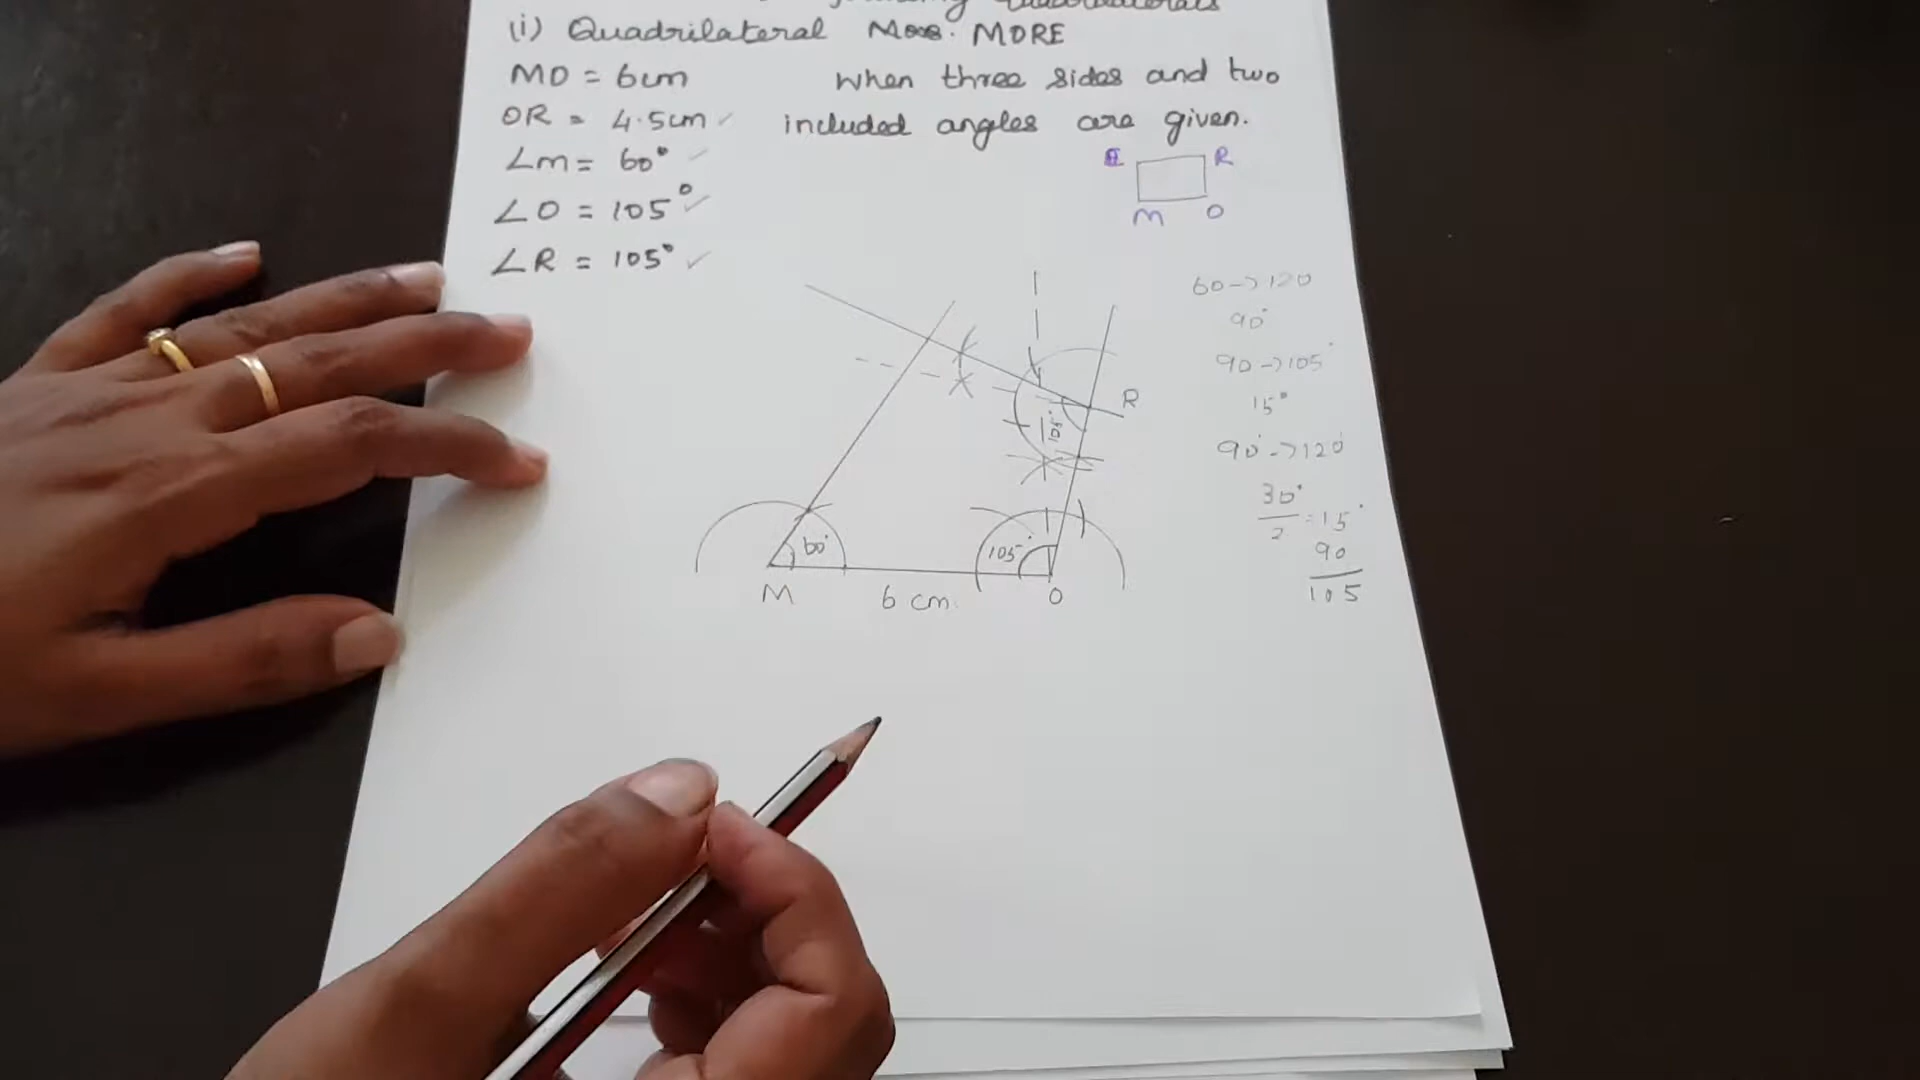 (i) Quadrilateral MORE
MO = 6cm
When three sides and two
OR = 4.5cm ✓
included angles are given.
∠M = 60° ✓
∠O = 105° ✓
∠R = 105° ✓
R
M O
60 -> 120
90°
90 -> 105°
15°
90° -> 120°
30°
2
= 15°
90
105
R
105°
60°
105°
M 6 cm. O